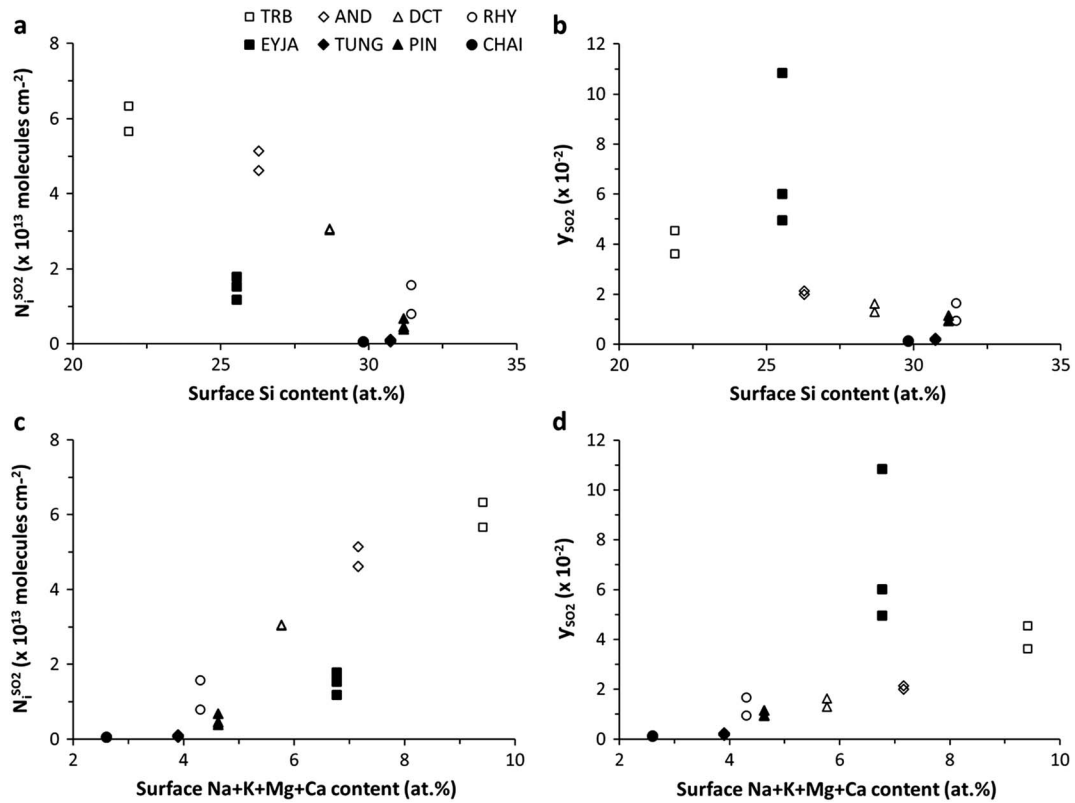 a
□ TRB ◇ AND △ DCT ○ RHY
■ EYJA ◆ TUNG ▲ PIN ● CHAI
N_i^SO2 (x 10^13 molecules cm^-2)
8
6
4
2
0
20 25 30 35
Surface Si content (at.%)
b
y_SO2 (x 10^-2)
12
10
8
6
4
2
0
20 25 30 35
Surface Si content (at.%)
c
N_i^SO2 (x 10^13 molecules cm^-2)
8
6
4
2
0
2 4 6 8 10
Surface Na+K+Mg+Ca content (at.%)
d
y_SO2 (x 10^-2)
12
10
8
6
4
2
0
2 4 6 8 10
Surface Na+K+Mg+Ca content (at.%)